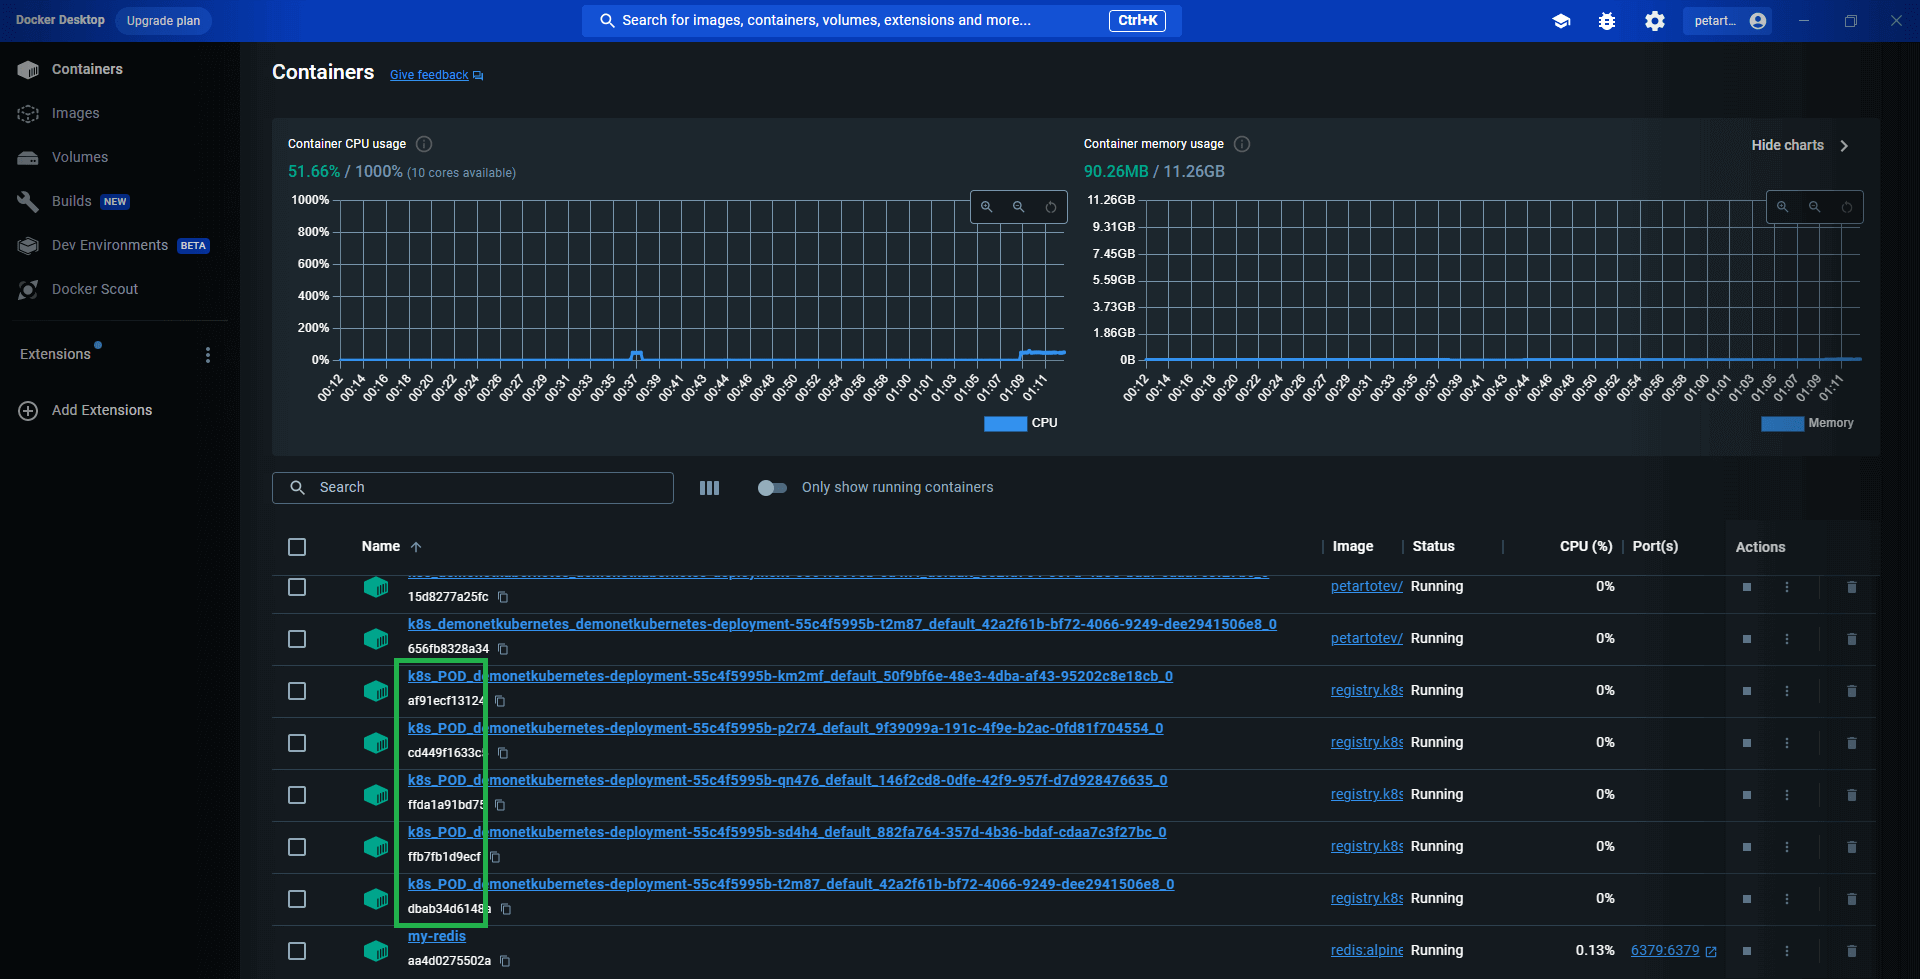 Docker Desktop Upgrade plan Search for images, containers, volumes, extensions and more... Ctrl+K petart...
Containers
Images
Volumes
Builds NEW
Dev Environments BETA
Docker Scout
Extensions
Add Extensions
Containers Give feedback
Container CPU usage
51.66% / 1000% (10 cores available)
1000%
800%
600%
400%
200%
0%
00:12 00:14 00:16 00:18 00:20 00:22 00:24 00:26 00:27 00:29 00:31 00:33 00:35 00:37 00:39 00:41 00:43 00:44 00:46 00:48 00:50 00:52 00:54 00:56 00:58 01:00 01:01 01:03 01:05 01:07 01:09 01:11
CPU
Container memory usage
90.26MB / 11.26GB
Hide charts
11.26GB
9.31GB
7.45GB
5.59GB
3.73GB
1.86GB
0B
00:12 00:14 00:16 00:18 00:20 00:22 00:24 00:26 00:27 00:29 00:31 00:33 00:35 00:37 00:39 00:41 00:43 00:44 00:46 00:48 00:50 00:52 00:54 00:56 00:58 01:00 01:01 01:03 01:05 01:07 01:09 01:11
Memory
Search Only show running containers
Name Image Status CPU (%) Port(s) Actions
petartotev/ Running 0%
15d8277a25fc
k8s_demonetkubernetes_demonetkubernetes-deployment-55c4f5995b-t2m87_default_42a2f61b-bf72-4066-9249-dee2941506e8_0
656fb8328a34 petartotev/ Running 0%
k8s_POD_demonetkubernetes-deployment-55c4f5995b-km2mf_default_50f9bf6e-48e3-4dba-af43-95202c8e18cb_0
af91ecf13124 registry.k8s Running 0%
k8s_POD_demonetkubernetes-deployment-55c4f5995b-p2r74_default_9f39099a-191c-4f9e-b2ac-0fd81f704554_0
cd449f1633c registry.k8s Running 0%
k8s_POD_demonetkubernetes-deployment-55c4f5995b-qn476_default_146f2cd8-0dfe-42f9-957f-d7d928476635_0
ffda1a91bd75 registry.k8s Running 0%
k8s_POD_demonetkubernetes-deployment-55c4f5995b-sd4h4_default_882fa764-357d-4b36-bdaf-cdaa7c3f27bc_0
ffb7fb1d9ecf registry.k8s Running 0%
k8s_POD_demonetkubernetes-deployment-55c4f5995b-t2m87_default_42a2f61b-bf72-4066-9249-dee2941506e8_0
dbab34d6148a registry.k8s Running 0%
my-redis
aa4d0275502a redis:alpine Running 0.13% 6379:6379